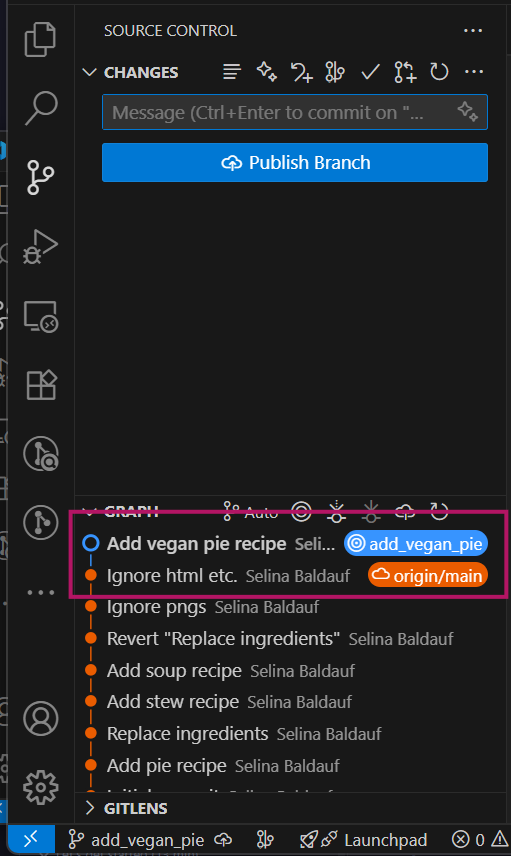 SOURCE CONTROL
CHANGES
Message (Ctrl+Enter to commit on "...
Publish Branch
GRAPH Auto
Add vegan pie recipe Seli... add_vegan_pie
Ignore html etc. Selina Baldauf origin/main
Ignore pngs Selina Baldauf
Revert "Replace ingredients" Selina Baldauf
Add soup recipe Selina Baldauf
Add stew recipe Selina Baldauf
Replace ingredients Selina Baldauf
Add pie recipe Selina Baldauf
GITLENS
add_vegan_pie Launchpad 0